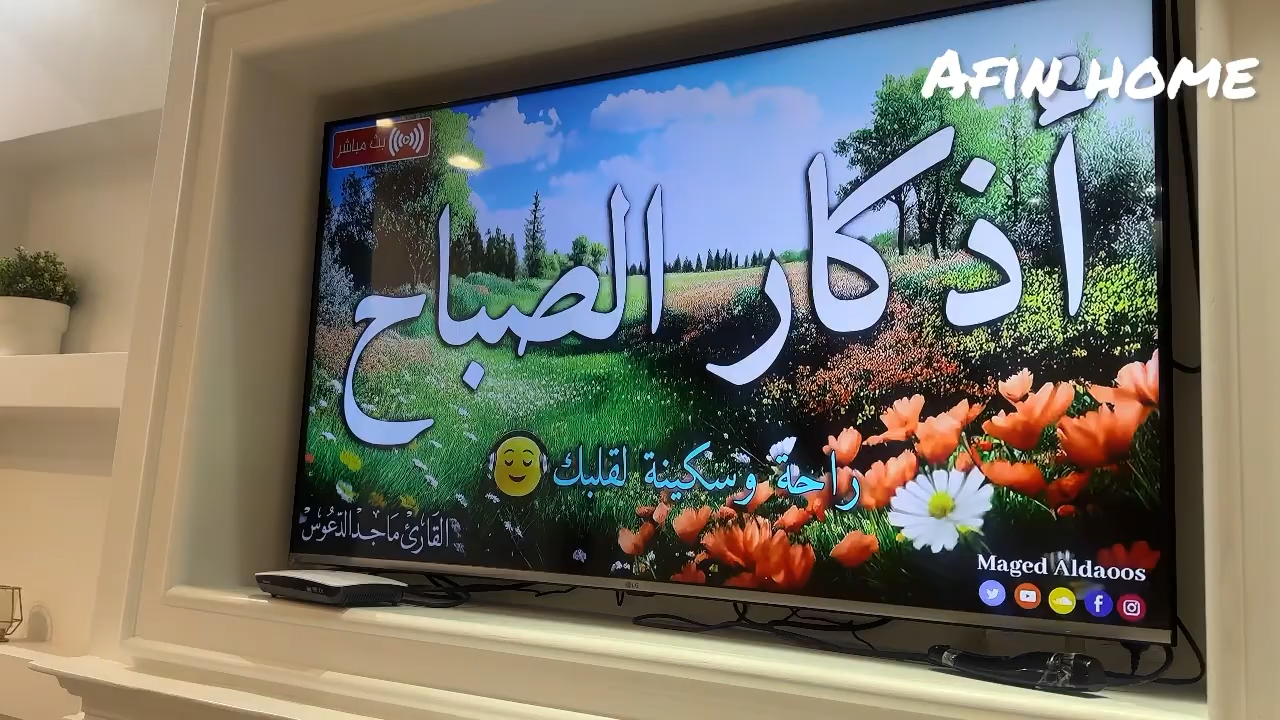 Afin home
بث مباشر
أذكار الصباح
راحة وسكينة لقلبك
القارئ ماجد الدعوس
Maged Aldaoos
LG